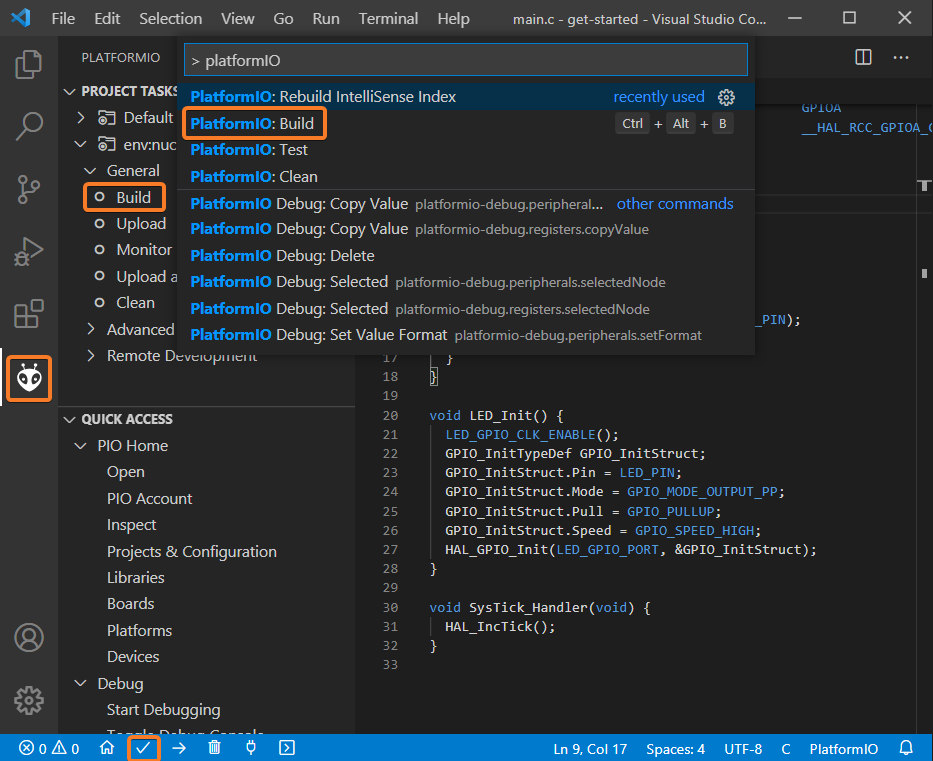 File Edit Selection View Go Run Terminal Help main.c - get-started - Visual Studio Co...
PLATFORMIO
> platformIO
PROJECT TASKS
PlatformIO: Rebuild IntelliSense Index recently used
Default
PlatformIO: Build Ctrl + Alt + B
GPIOA
__HAL_RCC_GPIOA_C
env:nuc
PlatformIO: Test
General
PlatformIO: Clean
Build
PlatformIO Debug: Copy Value platformio-debug.peripheral... other commands
Upload
PlatformIO Debug: Copy Value platformio-debug.registers.copyValue
Monitor
PlatformIO Debug: Delete
Upload a
PlatformIO Debug: Selected platformio-debug.peripherals.selectedNode
Clean
PlatformIO Debug: Selected platformio-debug.registers.selectedNode
_PIN);
Advanced
PlatformIO Debug: Set Value Format platformio-debug.peripherals.setFormat
Remote Development
17 }
18 }
19
QUICK ACCESS
20 void LED_Init() {
21 LED_GPIO_CLK_ENABLE();
22 GPIO_InitTypeDef GPIO_InitStruct;
23 GPIO_InitStruct.Pin = LED_PIN;
24 GPIO_InitStruct.Mode = GPIO_MODE_OUTPUT_PP;
25 GPIO_InitStruct.Pull = GPIO_PULLUP;
26 GPIO_InitStruct.Speed = GPIO_SPEED_HIGH;
27 HAL_GPIO_Init(LED_GPIO_PORT, &GPIO_InitStruct);
28 }
29
30 void SysTick_Handler(void) {
31 HAL_IncTick();
32 }
33
PIO Home
Open
PIO Account
Inspect
Projects & Configuration
Libraries
Boards
Platforms
Devices
Debug
Start Debugging
Toggle Debug Console
0 0 Ln 9, Col 17 Spaces: 4 UTF-8 C PlatformIO